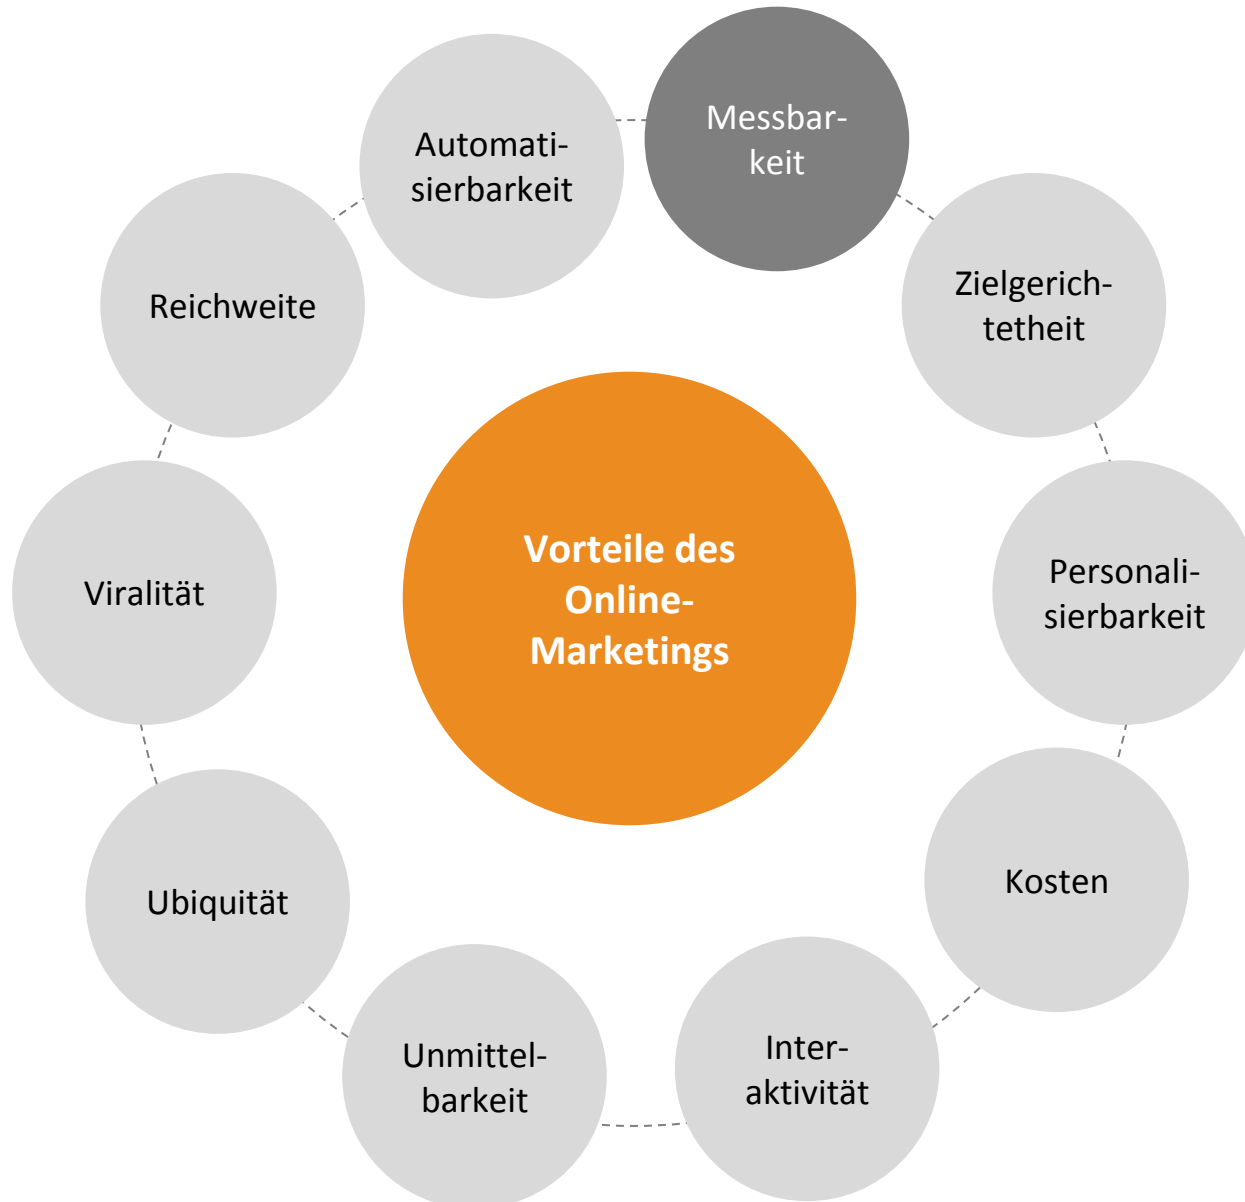 Messbar-
keit
Automati-
sierbarkeit
Zielgerich-
tetheit
Reichweite
Personali-
sierbarkeit
Vorteile des
Online-
Marketings
Viralität
Kosten
Ubiquität
Inter-
aktivität
Unmittel-
barkeit